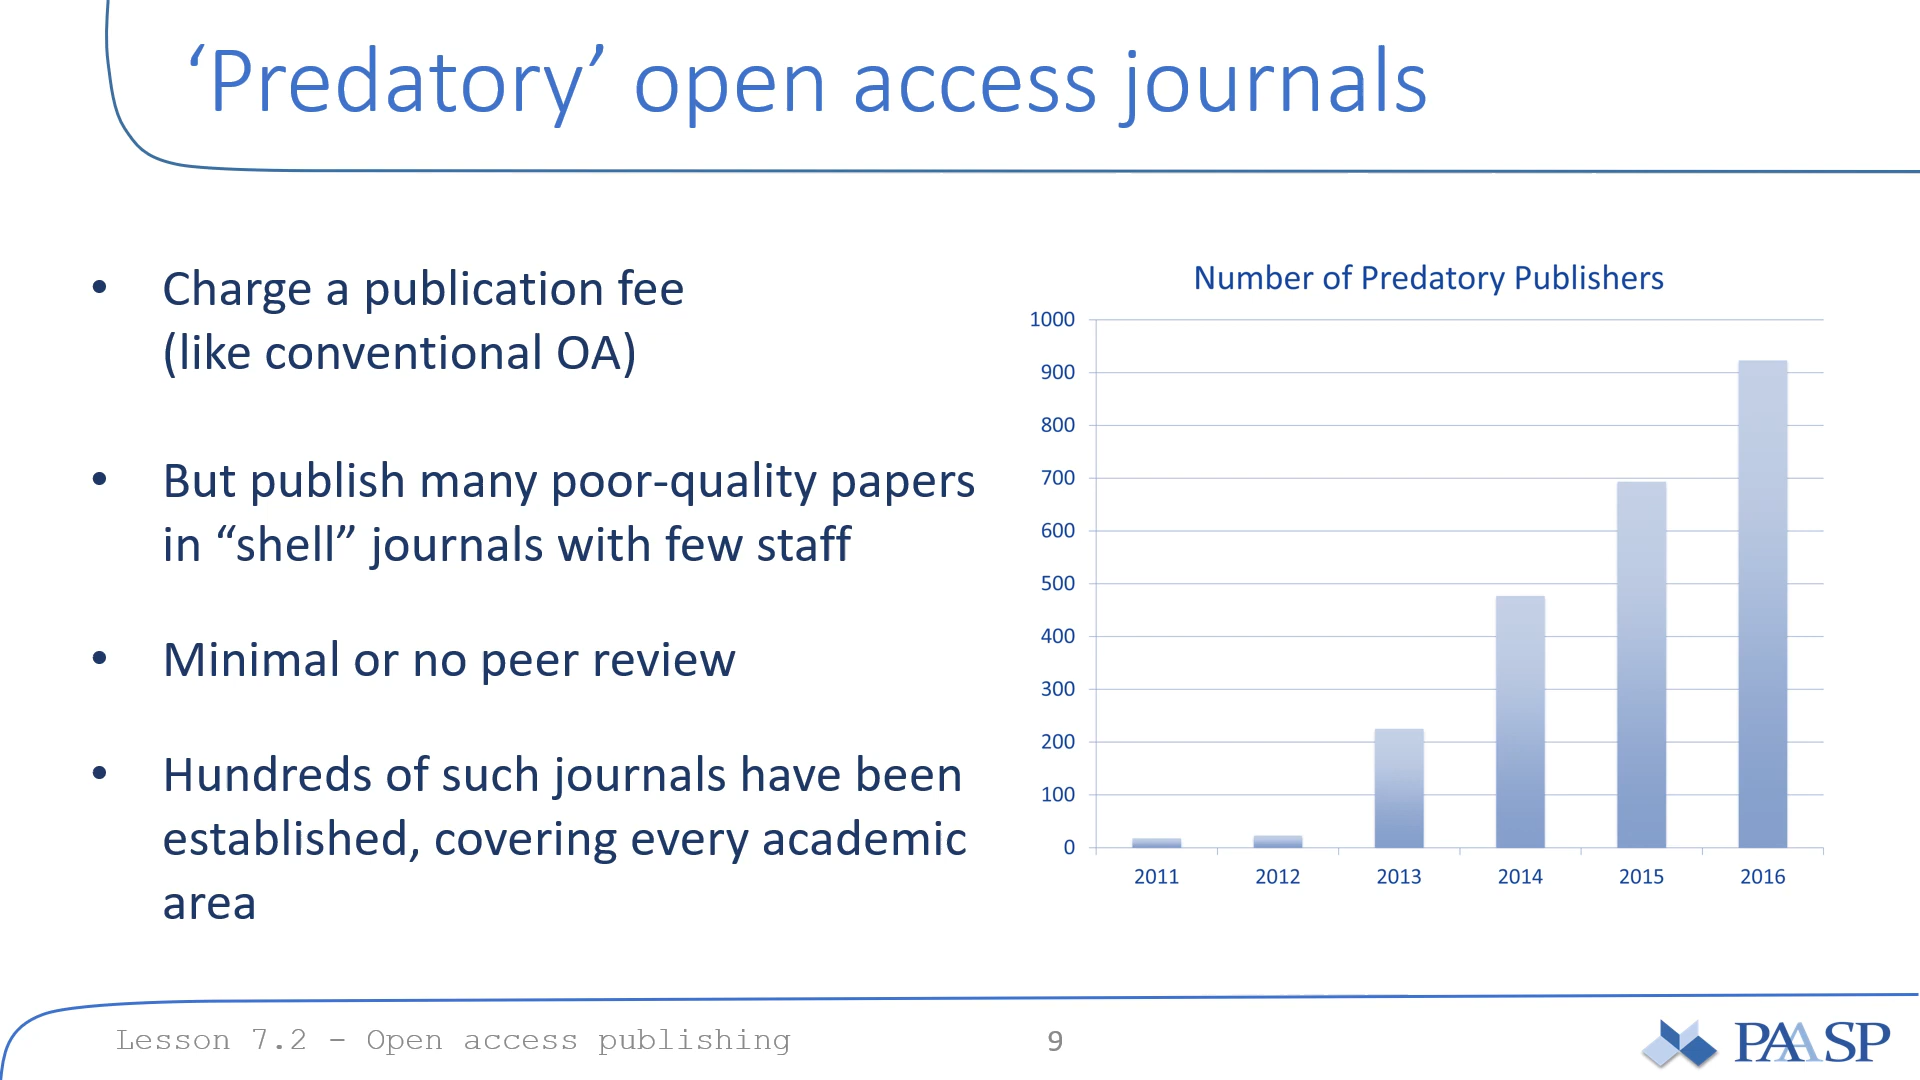 ‘Predatory’ open access journals
• Charge a publication fee
(like conventional OA)
• But publish many poor-quality papers
in “shell” journals with few staff
• Minimal or no peer review
• Hundreds of such journals have been
established, covering every academic
area
Number of Predatory Publishers
1000
900
800
700
600
500
400
300
200
100
0
2011 2012 2013 2014 2015 2016
Lesson 7.2 - Open access publishing
9
PAASP